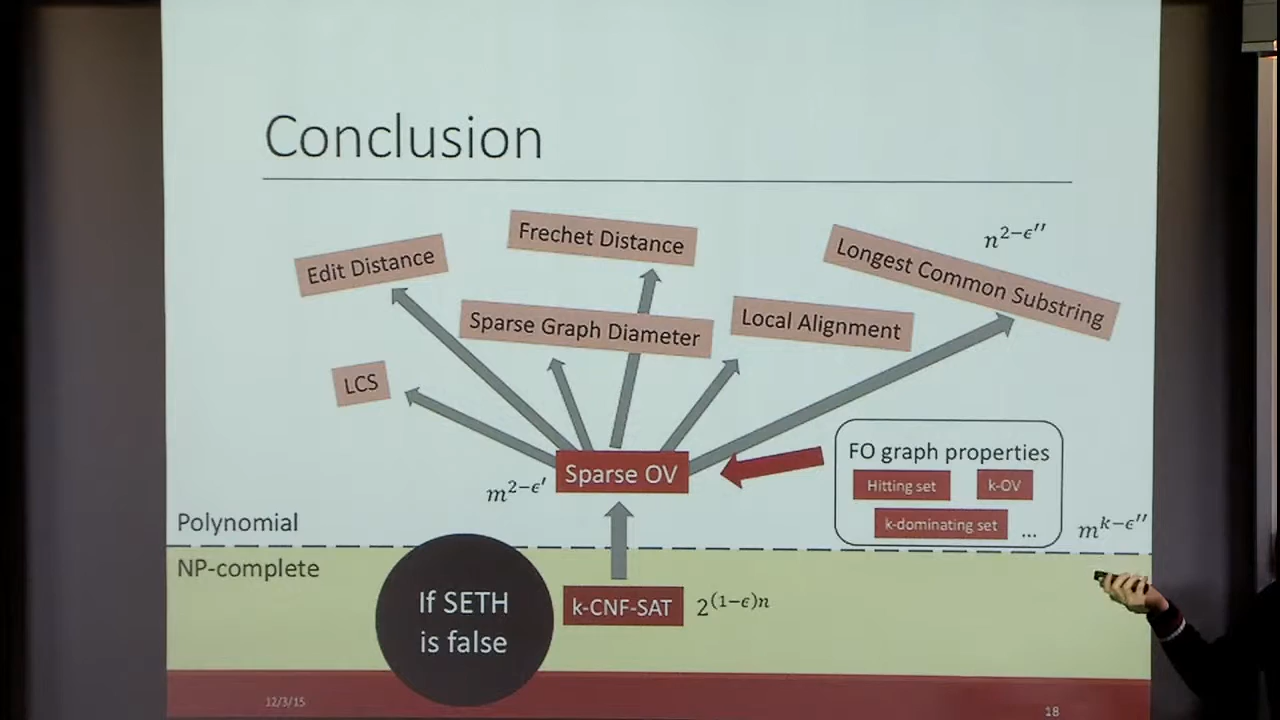 Conclusion
Frechet Distance
n^{2-ϵ''}
Edit Distance
Longest Common Substring
Sparse Graph Diameter
Local Alignment
LCS
FO graph properties
Sparse OV
Hitting set
k-OV
m^{2-ϵ'}
k-dominating set
...
m^{k-ϵ''}
Polynomial
NP-complete
If SETH
is false
k-CNF-SAT
2^{(1-ϵ)n}
12/3/15
18